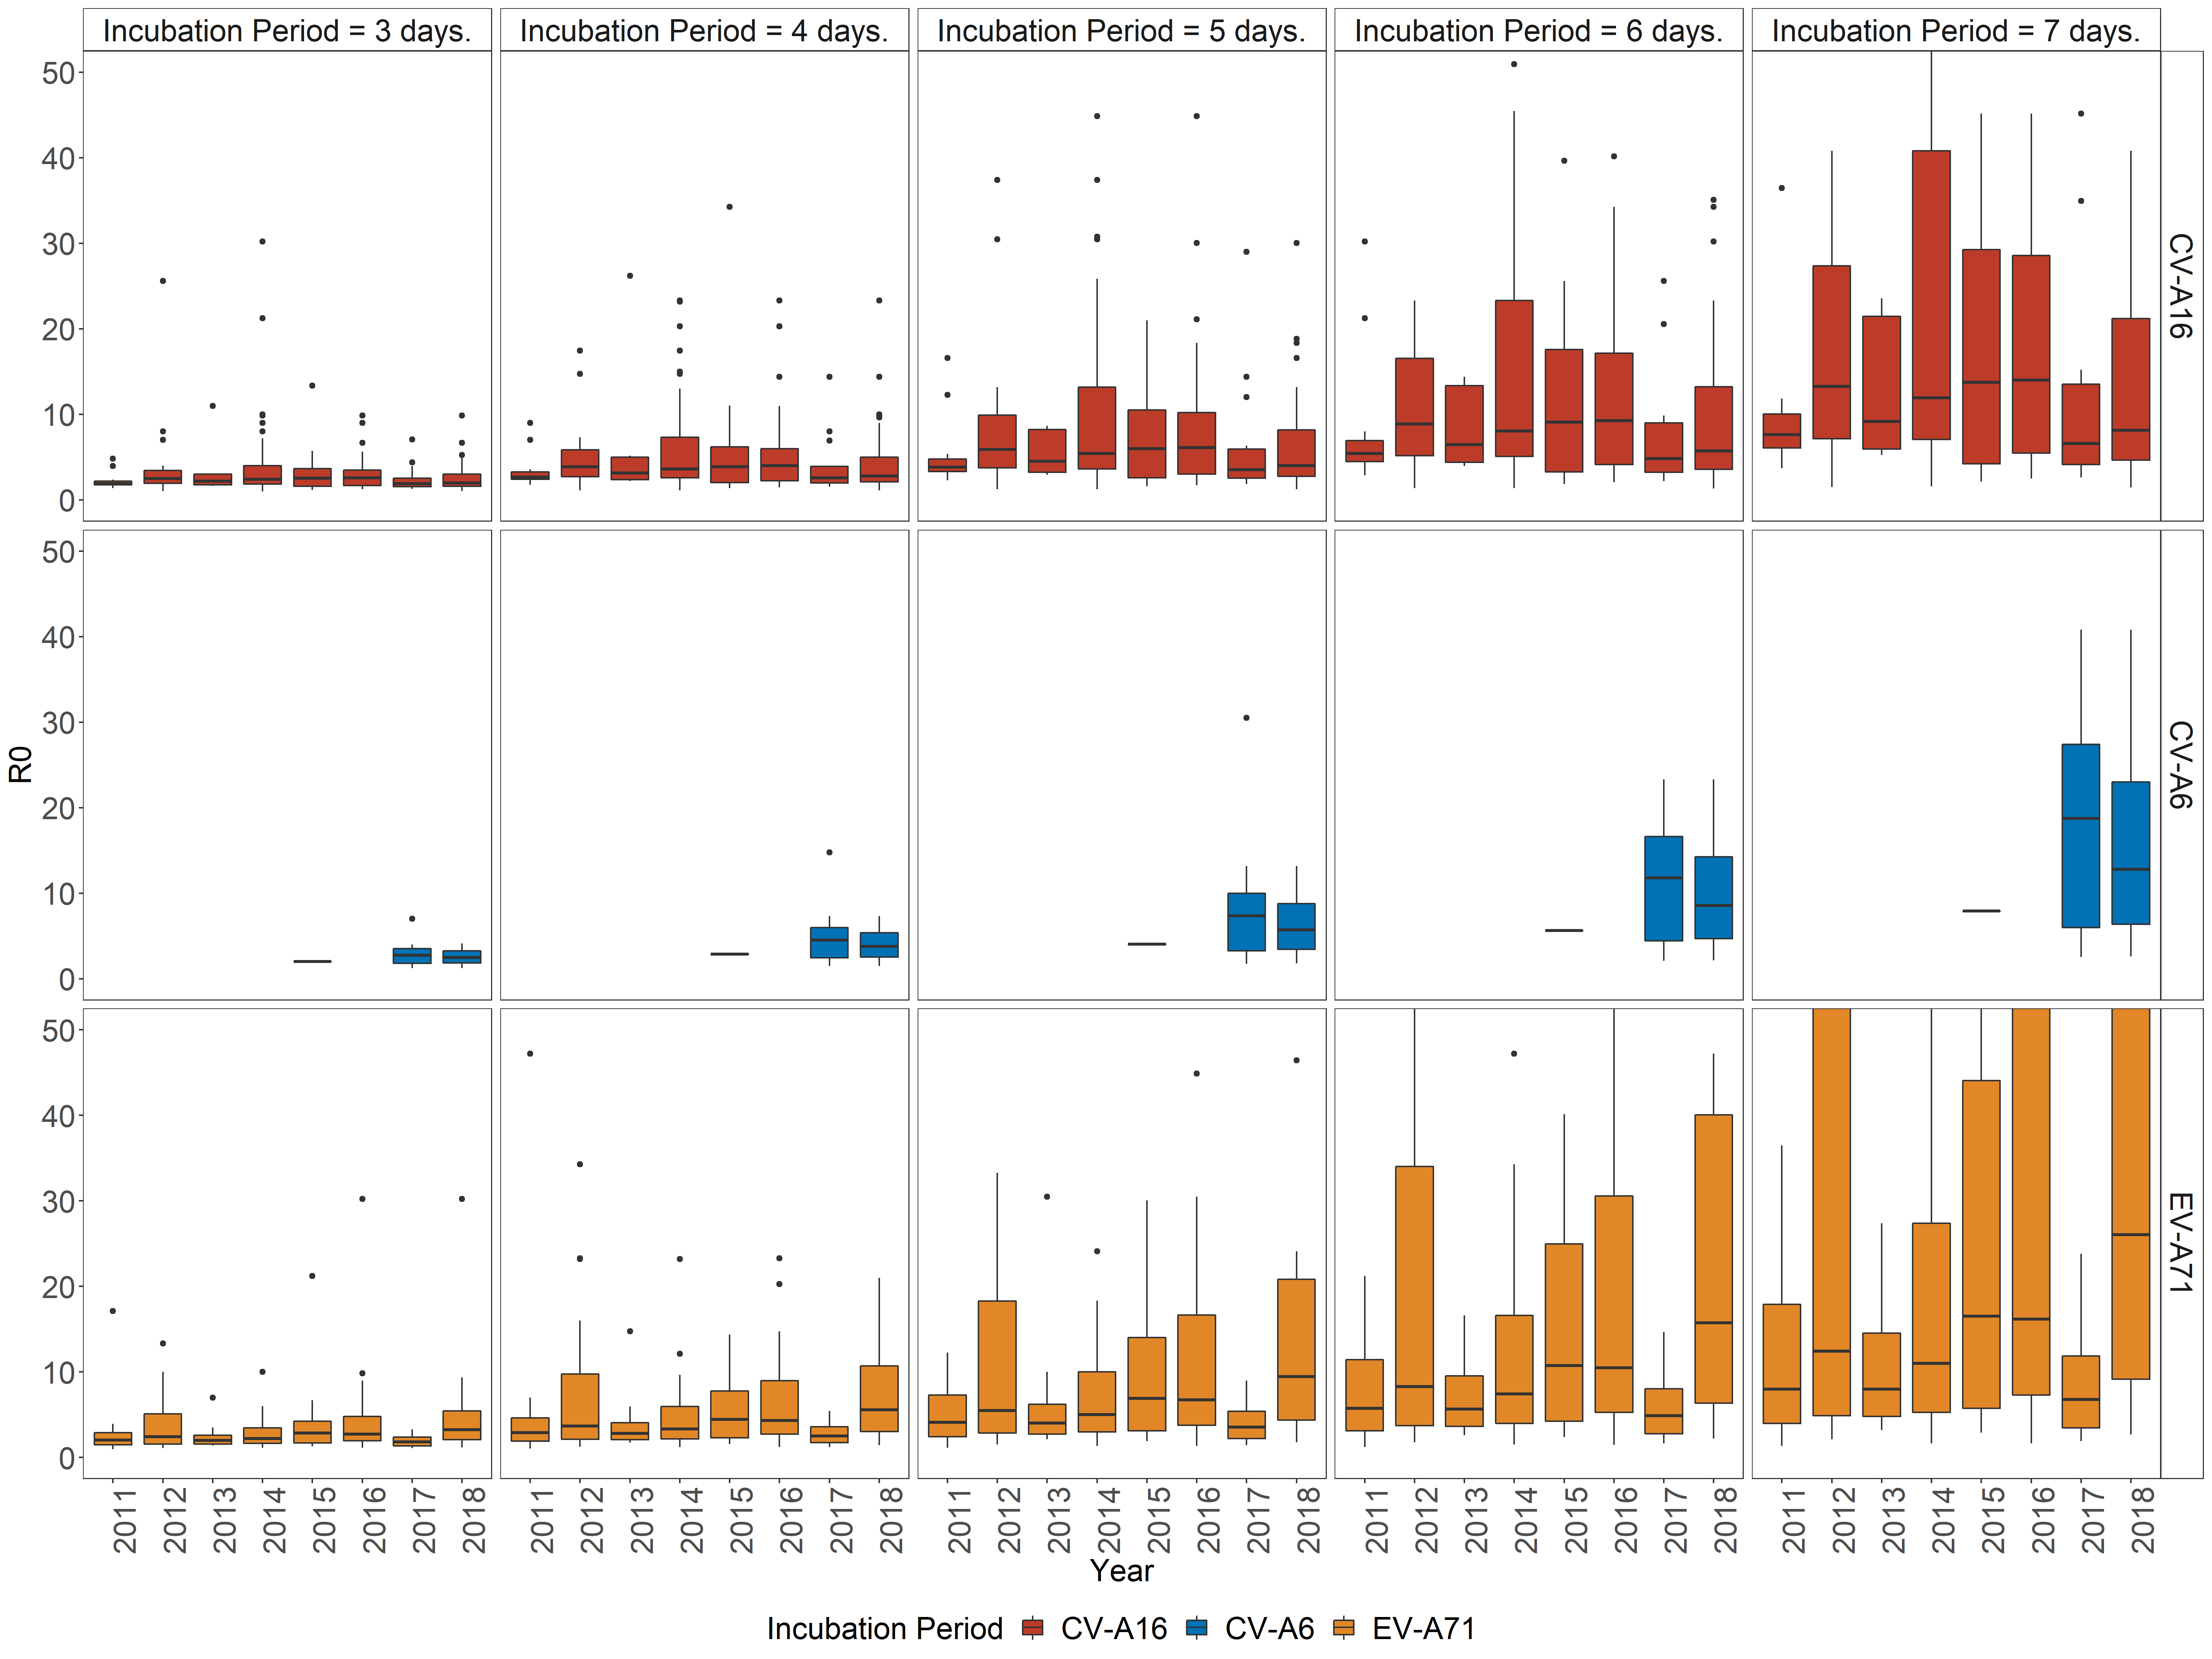 Incubation Period = 3 days.
Incubation Period = 4 days.
Incubation Period = 5 days.
Incubation Period = 6 days.
Incubation Period = 7 days.
50
40
30
20
10
0
CV-A16
50
40
30
20
10
0
CV-A6
R0
50
40
30
20
10
0
EV-A71
2011 2012 2013 2014 2015 2016 2017 2018
2011 2012 2013 2014 2015 2016 2017 2018
2011 2012 2013 2014 2015 2016 2017 2018
2011 2012 2013 2014 2015 2016 2017 2018
2011 2012 2013 2014 2015 2016 2017 2018
Year
Incubation Period CV-A16 CV-A6 EV-A71